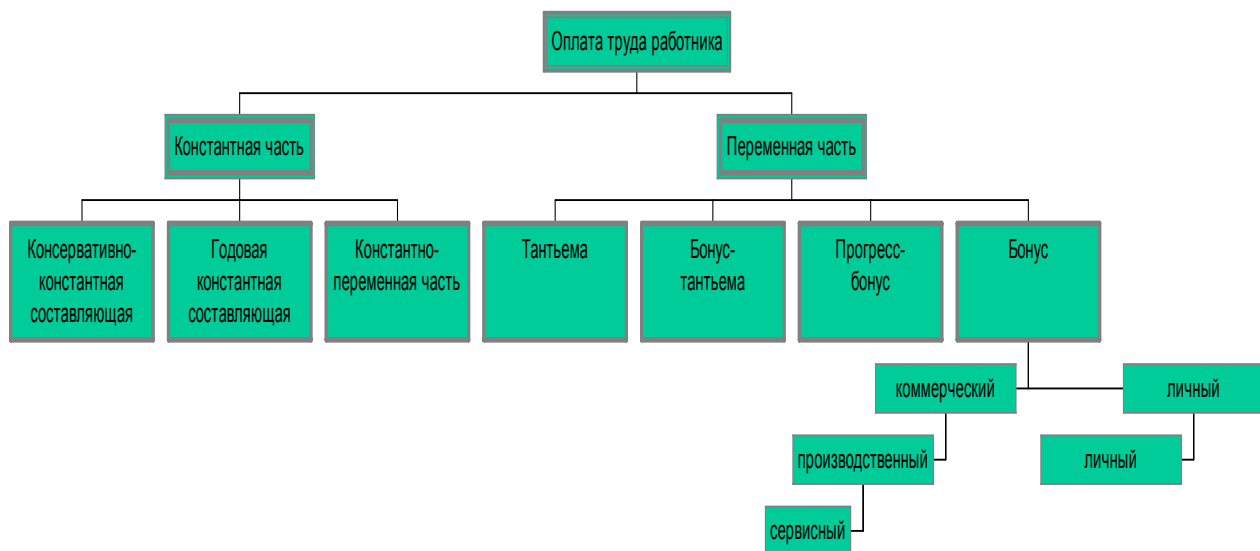 Оплата труда работника
Константная часть
Переменная часть
Консервативно-
константная
составляющая
Годовая
константная
составляющая
Константно-
переменная часть
Тантьема
Бонус-
тантьема
Прогресс-
бонус
Бонус
коммерческий
личный
производственный
личный
сервисный